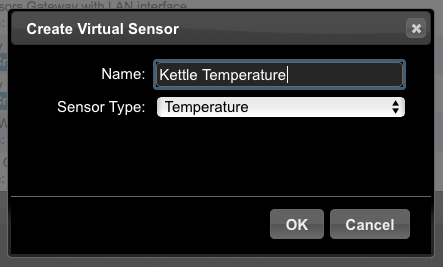 sors Gateway with LAN interface
Create Virtual Sensor
Name: Kettle Temperature
Sensor Type: Temperature
OK Cancel